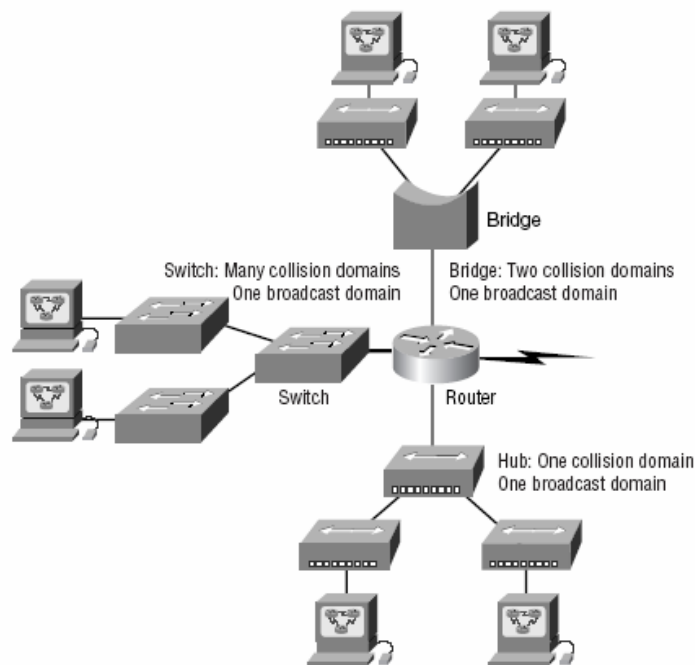 Bridge
Switch: Many collision domains
One broadcast domain
Bridge: Two collision domains
One broadcast domain
Switch
Router
Hub: One collision domain
One broadcast domain